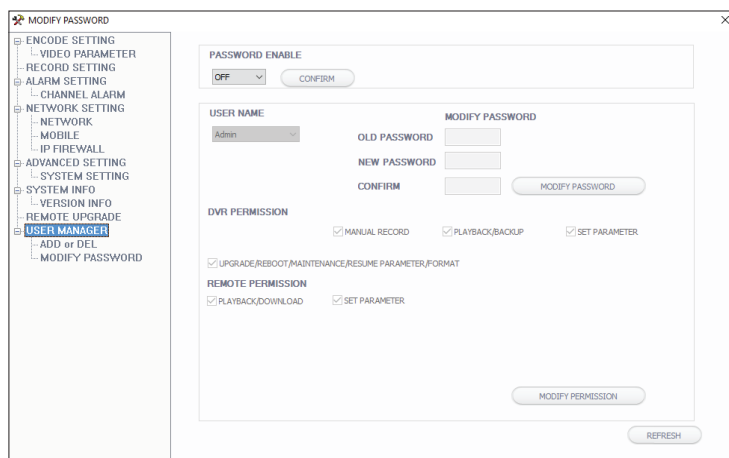 MODIFY PASSWORD
ENCODE SETTING
VIDEO PARAMETER
RECORD SETTING
ALARM SETTING
CHANNEL ALARM
NETWORK SETTING
NETWORK
MOBILE
IP FIREWALL
ADVANCED SETTING
SYSTEM SETTING
SYSTEM INFO
VERSION INFO
REMOTE UPGRADE
USER MANAGER
ADD or DEL
MODIFY PASSWORD
PASSWORD ENABLE
OFF CONFIRM
USER NAME
MODIFY PASSWORD
Admin
OLD PASSWORD
NEW PASSWORD
CONFIRM MODIFY PASSWORD
DVR PERMISSION
MANUAL RECORD PLAYBACK/BACKUP SET PARAMETER
UPGRADE/REBOOT/MAINTENANCE/RESUME PARAMETER/FORMAT
REMOTE PERMISSION
PLAYBACK/DOWNLOAD SET PARAMETER
MODIFY PERMISSION
REFRESH